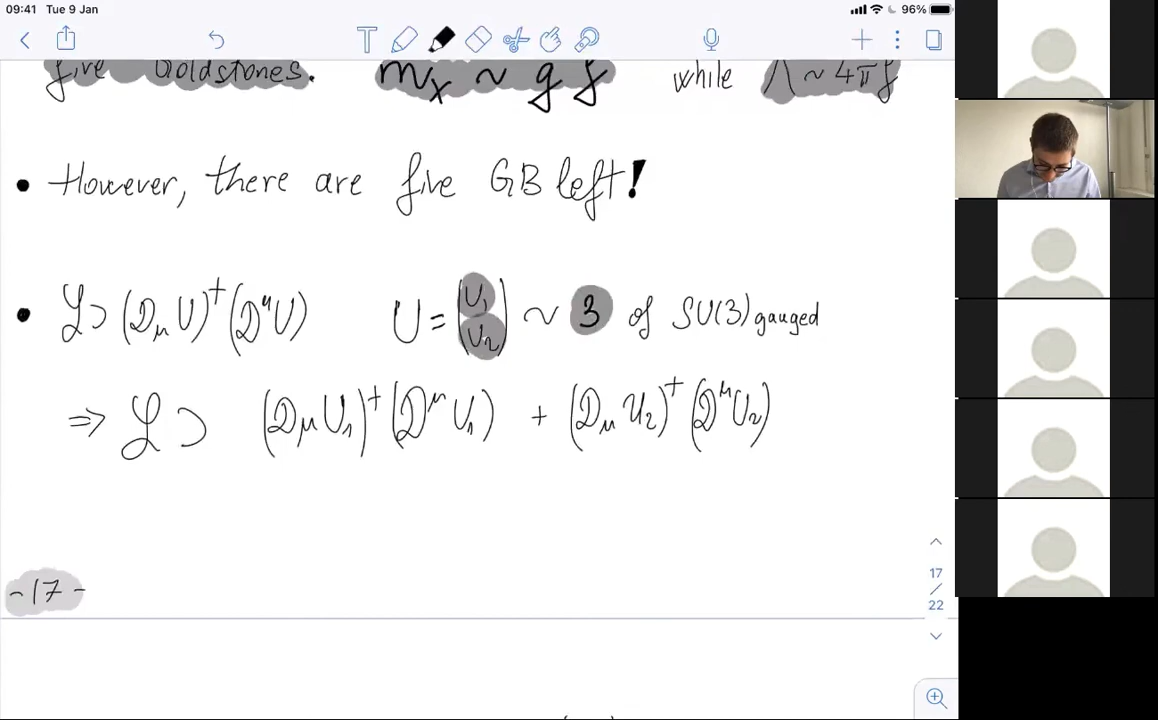 09:41 Tue 9 Jan 96%
five Goldstones. m_X ~ g f while Λ ~ 4π f
• However, there are five GB left!
• ℒ ⊃ (𝒟_μ U)^† (𝒟^μ U) U = (U_1 U_2) ~ 3 of SU(3) gauged
⇒ ℒ ⊃ (𝒟_μ U_1)^† (𝒟^μ U_1) + (𝒟_μ U_2)^† (𝒟^μ U_2)
17
/
22
-17-